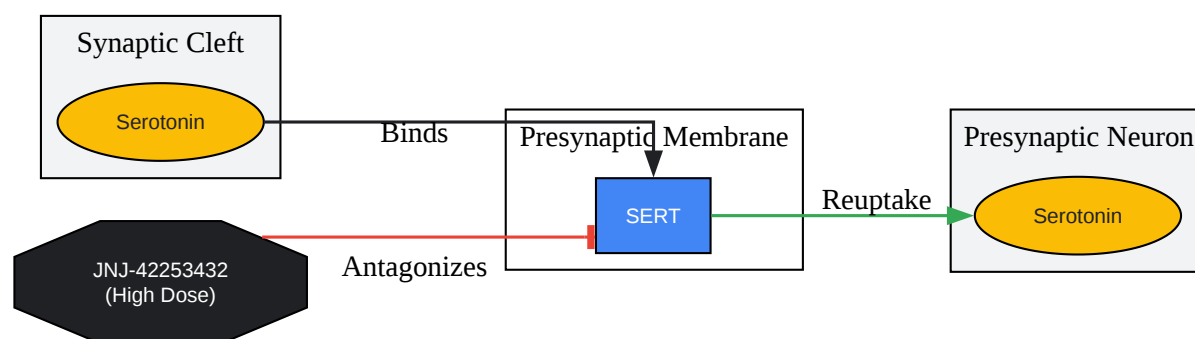 Synaptic Cleft
Serotonin
Binds
Presynaptic Membrane
SERT
Reuptake
Presynaptic Neuron
Serotonin
JNJ-42253432
(High Dose)
Antagonizes